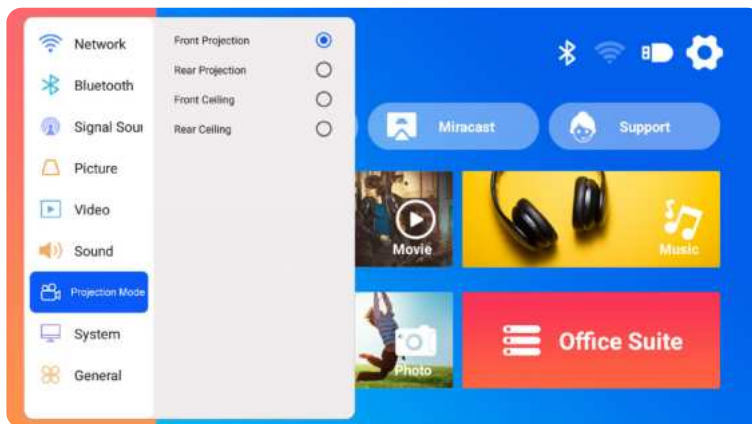 Network
Bluetooth
Signal Sour
Picture
Video
Sound
Projection Mode
System
General
Front Projection
Rear Projection
Front Ceiling
Rear Ceiling
Miracast
Support
Movie
Music
Photo
Office Suite